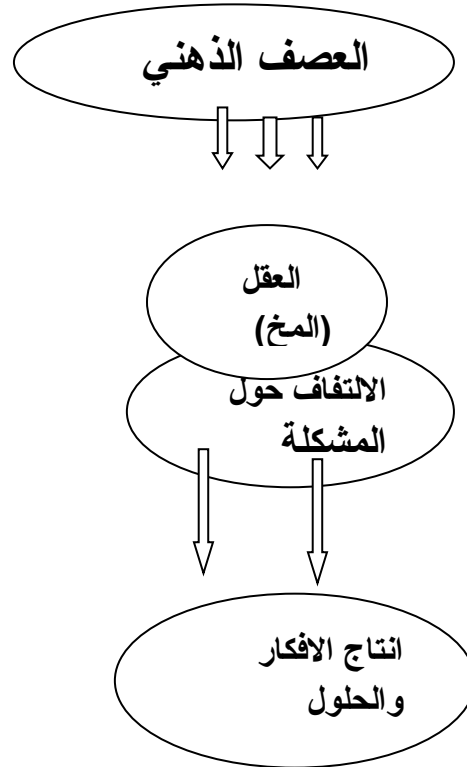 العصف الذهني
العقل
(المخ)
الالتفاف حول
المشكلة
انتاج الافكار
والحلول